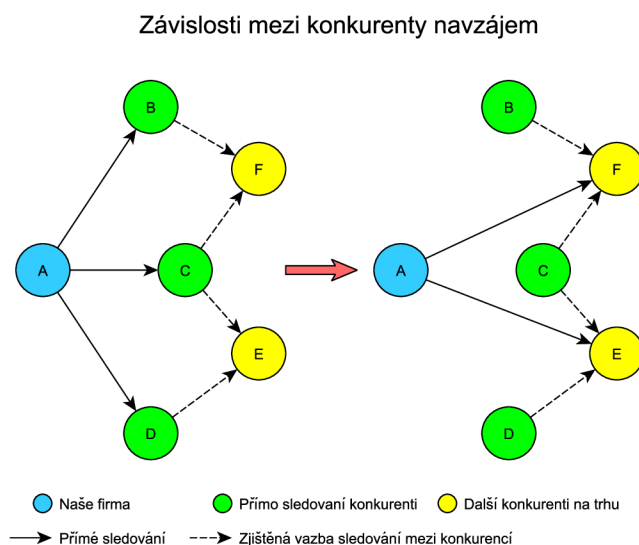 Závislosti mezi konkurenty navzájem
B
B
F
F
A
C
A
C
E
E
D
D
Naše firma
Přímo sledovaní konkurenti
Další konkurenti na trhu
Přímé sledování
Zjištěná vazba sledování mezi konkurencí